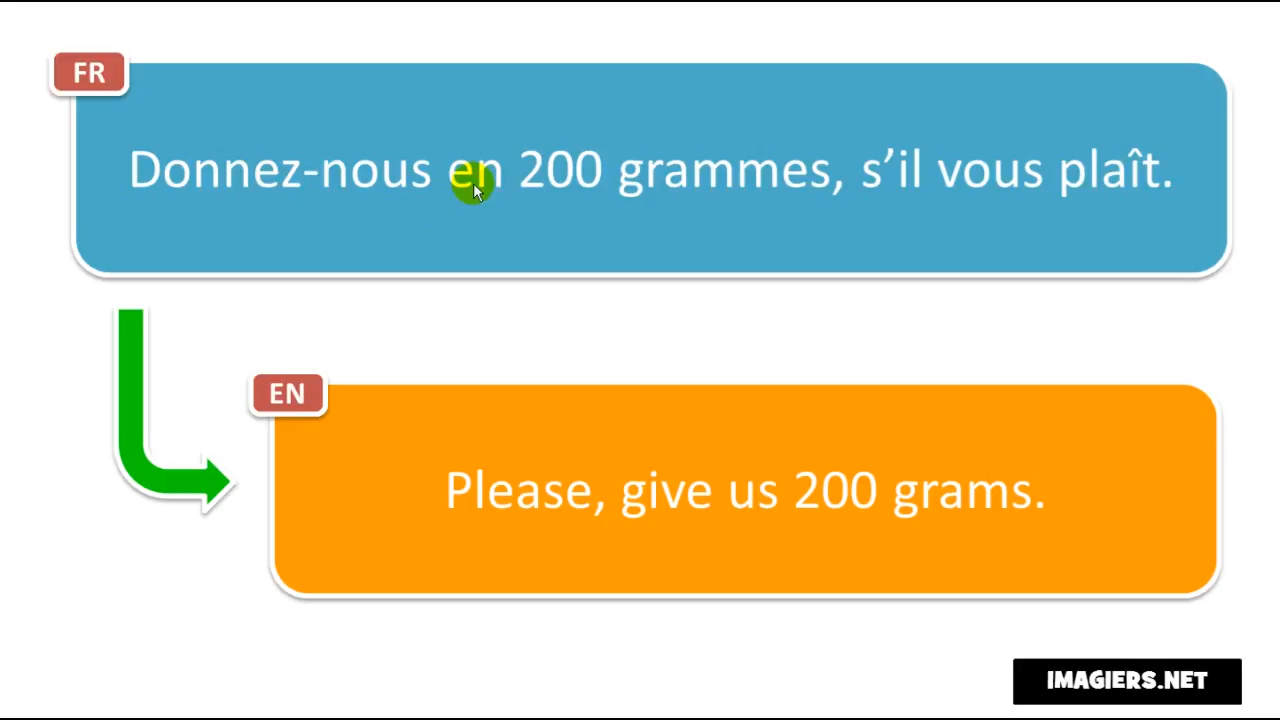 FR
Donnez-nous en 200 grammes, s’il vous plaît.
EN
Please, give us 200 grams.
IMAGIERS.NET